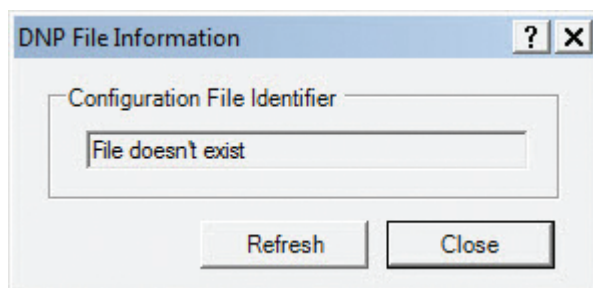 DNP File Information ? X
Configuration File Identifier
File doesn't exist
Refresh Close